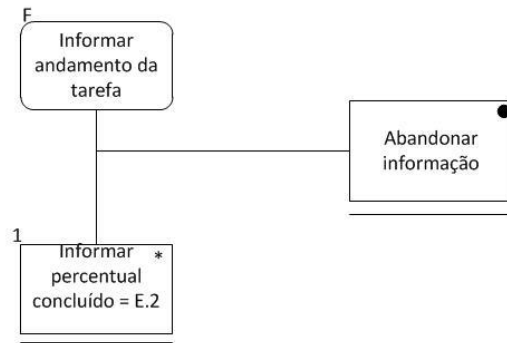 F
Informar
andamento da
tarefa
Abandonar
informação
1
Informar *
percentual
concluído = E.2